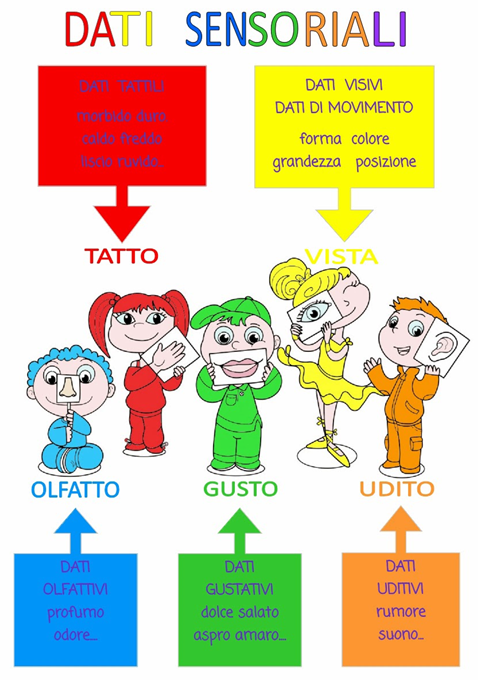 DATI SENSORIALI
DATI TATTILI
morbido duro
caldo freddo
liscio ruvido...
DATI VISIVI
DATI DI MOVIMENTO
forma colore
grandezza posizione
TATTO
VISTA
OLFATTO
GUSTO
UDITO
DATI
OLFATTIVI
profumo
odore...
DATI
GUSTATIVI
dolce salato
aspro amaro...
DATI
UDITIVI
rumore
suono...